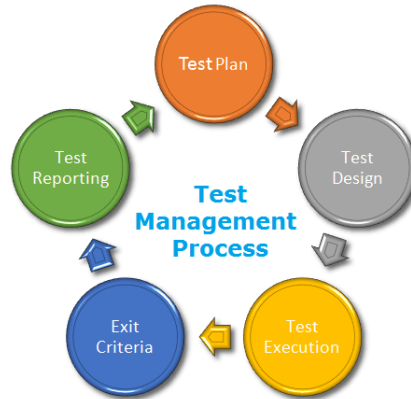 Test Plan
Test
Design
Test
Execution
Exit
Criteria
Test
Reporting
Test
Management
Process